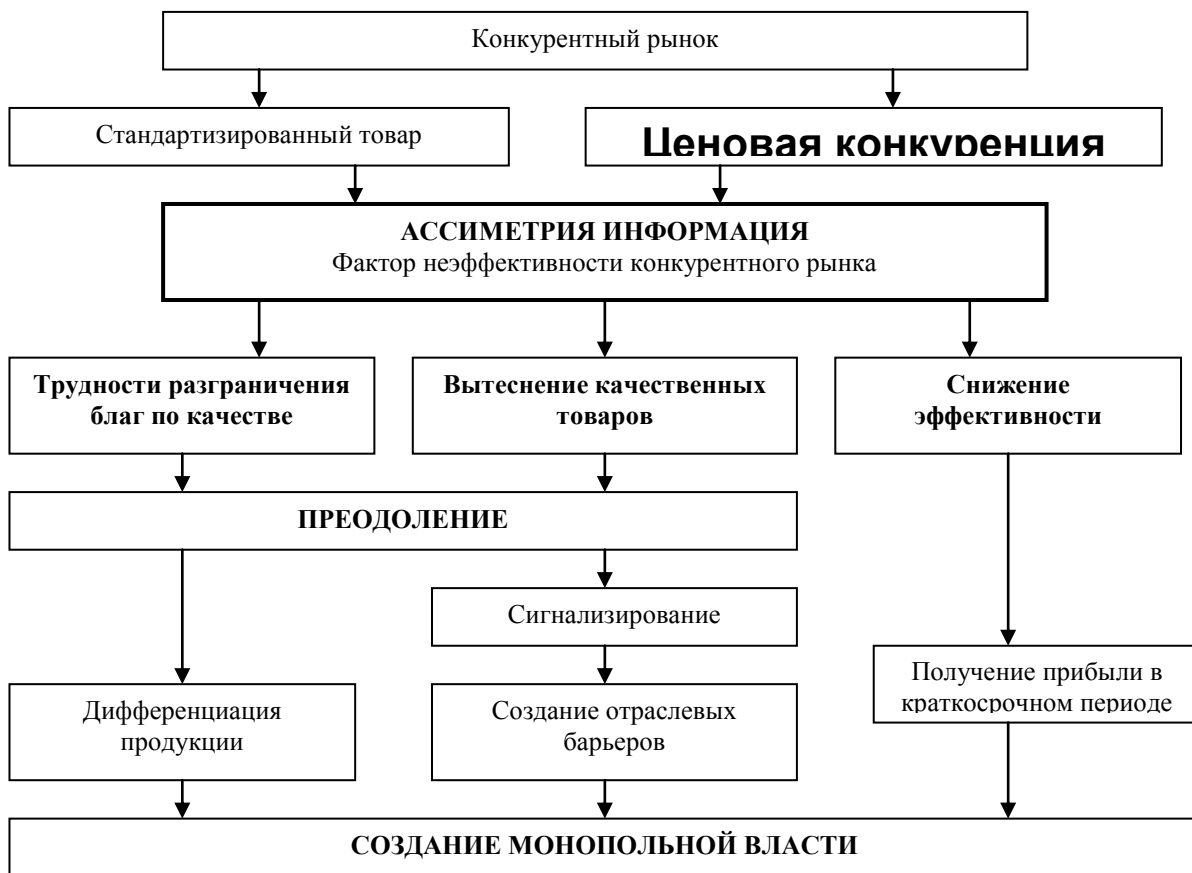 Конкурентный рынок
Стандартизированный товар
Ценовая конкуренция
АССИМЕТРИЯ ИНФОРМАЦИЯ
Фактор неэффективности конкурентного рынка
Трудности разграничения
благ по качестве
Вытеснение качественных
товаров
Снижение
эффективности
ПРЕОДОЛЕНИЕ
Сигнализирование
Получение прибыли в
краткосрочном периоде
Дифференциация
продукции
Создание отраслевых
барьеров
СОЗДАНИЕ МОНОПОЛЬНОЙ ВЛАСТИ